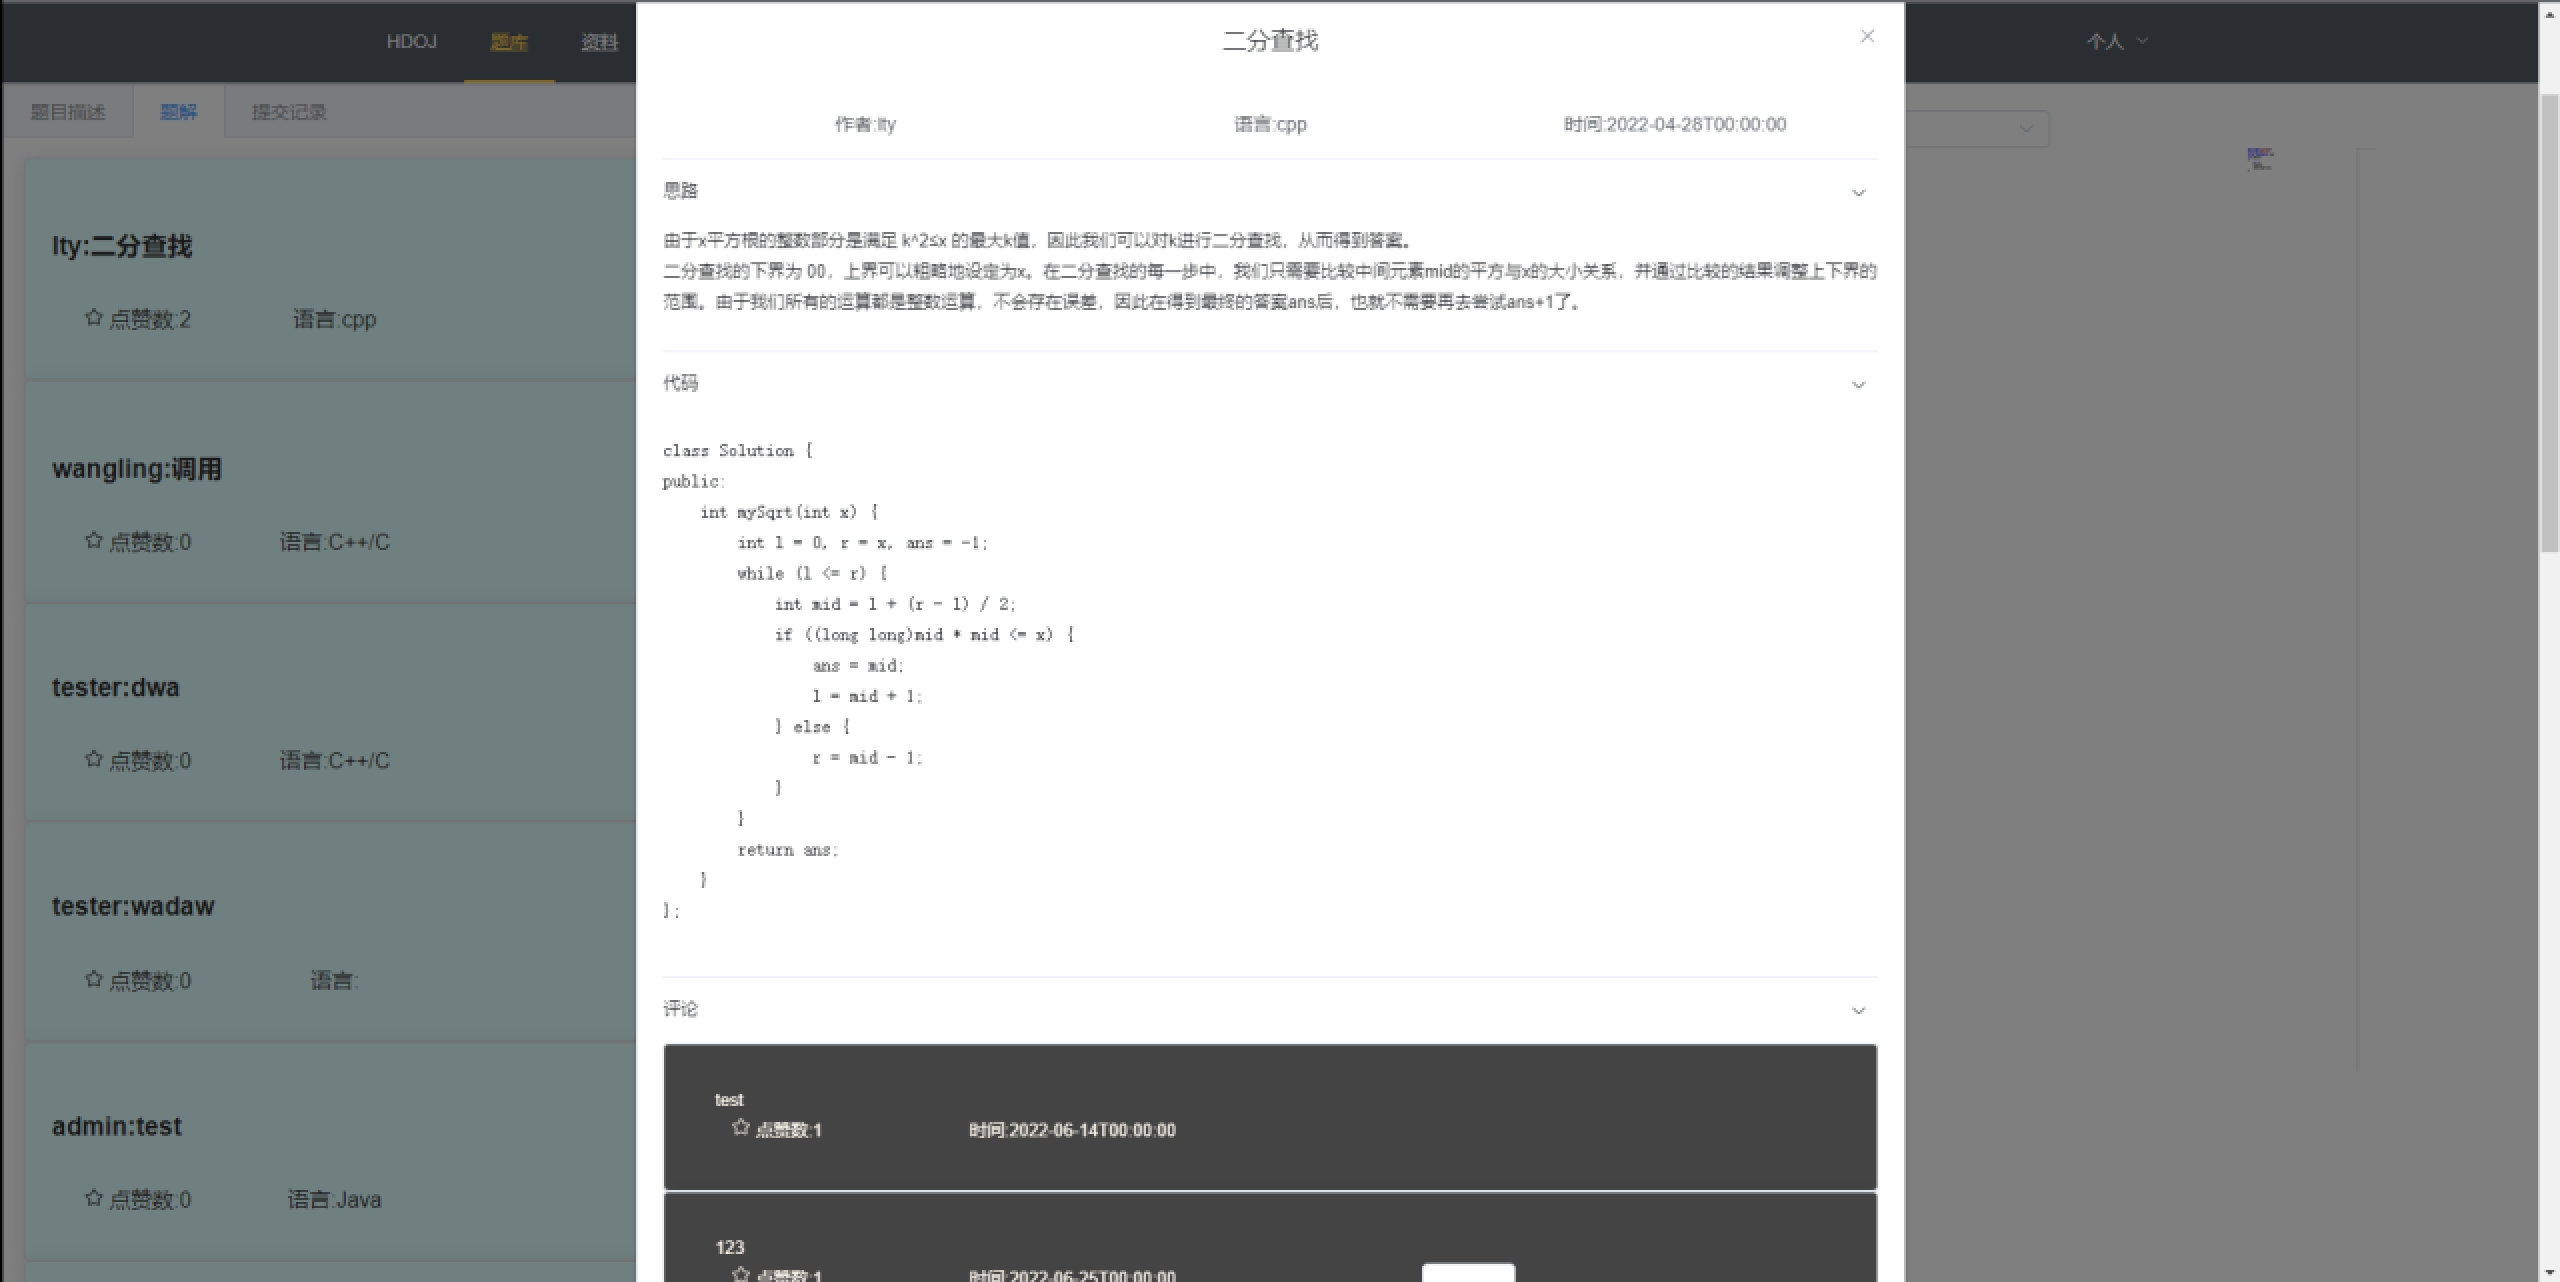 HDOJ 题库 资料 个人
题目描述 题解 提交记录
lty:二分查找
点赞数:2 语言:cpp
wangling:调用
点赞数:0 语言:C++/C
tester:dwa
点赞数:0 语言:C++/C
tester:wadaw
点赞数:0 语言:
admin:test
点赞数:0 语言:Java
二分查找
作者:lty 语言:cpp 时间:2022-04-28T00:00:00
思路
由于x平方根的整数部分是满足 k^2≤x 的最大k值，因此我们可以对k进行二分查找，从而得到答案。
二分查找的下界为 00，上界可以粗略地设定为x。在二分查找的每一步中，我们只需要比较中间元素mid的平方与x的大小关系，并通过比较的结果调整上下界的
范围。由于我们所有的运算都是整数运算，不会存在误差，因此在得到最终的答案ans后，也就不需要再去尝试ans+1了。
代码
class Solution {
public:
    int mySqrt(int x) {
        int l = 0, r = x, ans = -1;
        while (l <= r) {
            int mid = l + (r - l) / 2;
            if ((long long)mid * mid <= x) {
                ans = mid;
                l = mid + 1;
            } else {
                r = mid - 1;
            }
        }
        return ans;
    }
};
评论
test
点赞数:1 时间:2022-06-14T00:00:00
123
点赞数:1 时间:2022-06-25T00:00:00